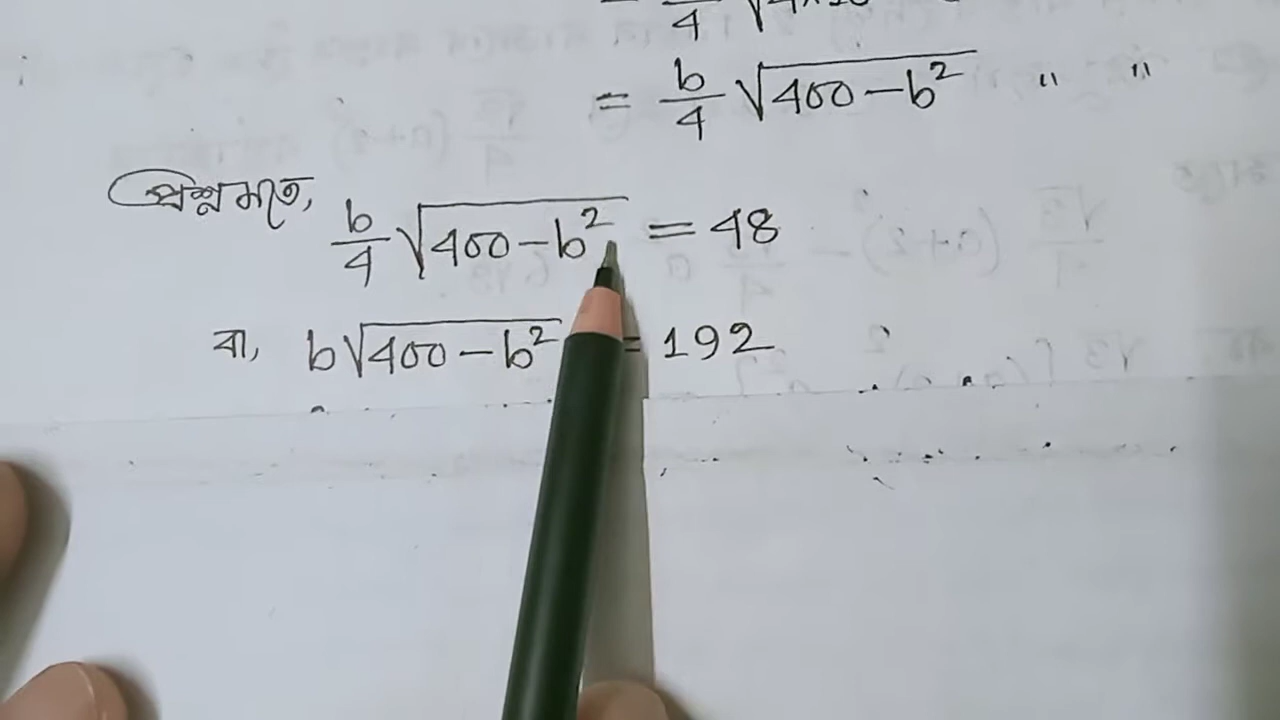 = b/4 √(400 - b²) " "
প্রশ্নমতে,
b/4 √(400 - b²) = 48
বা, b√(400 - b²) = 192